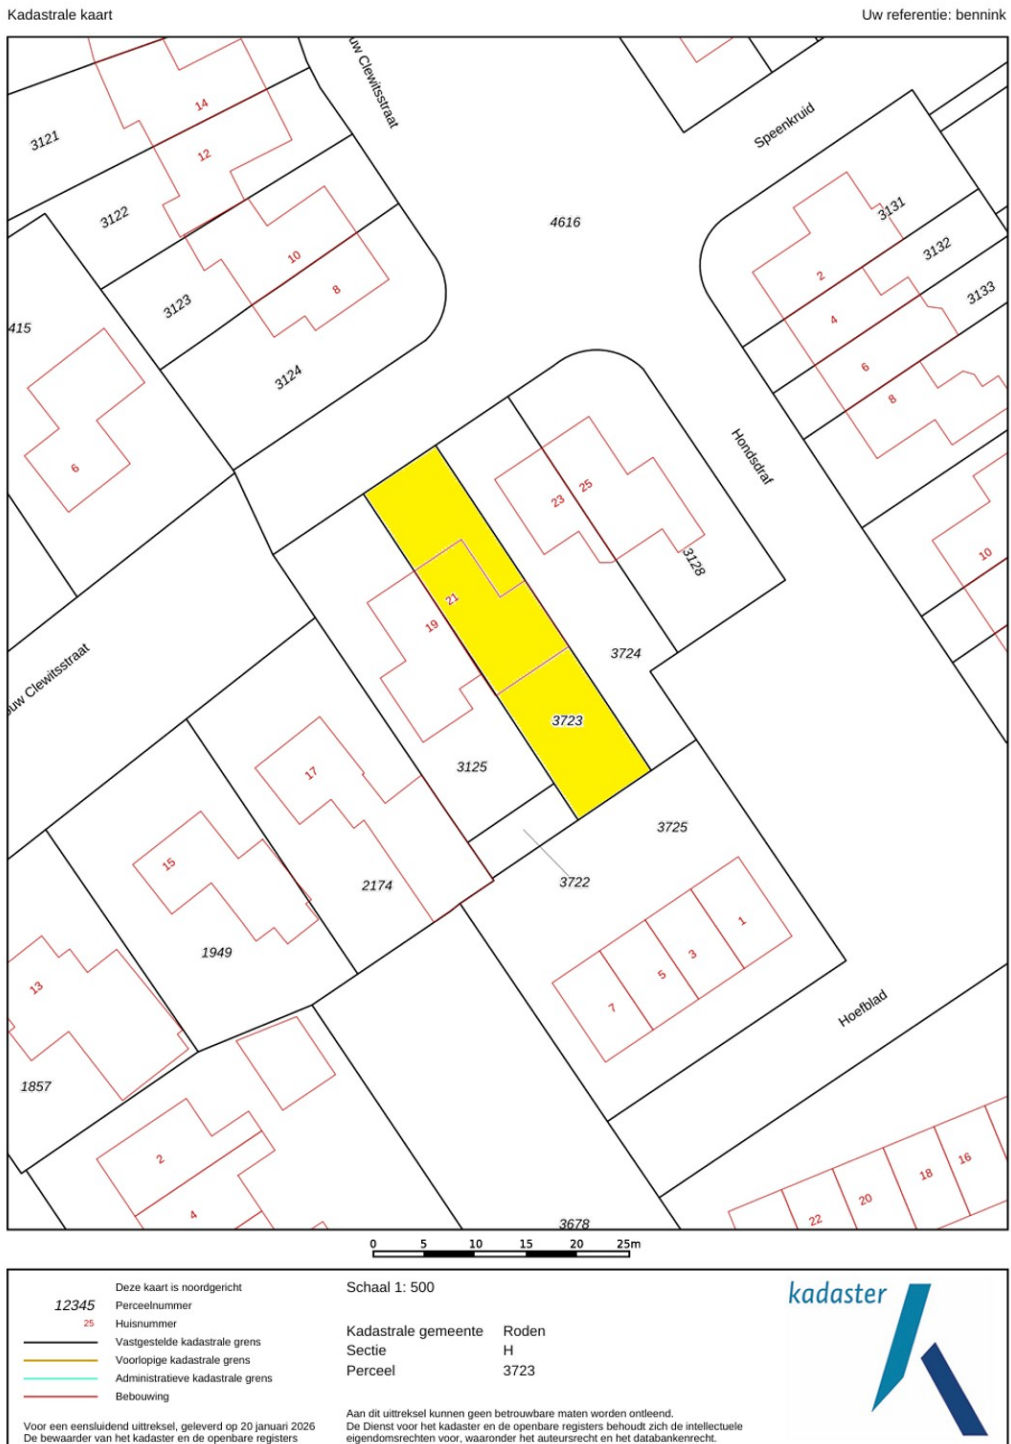 Kadastrale kaart
Uw referentie: bennink
uw Clewitsstraat
14
3121
12
3122
Speenkruid
4616
3131
3132
3133
2
4
6
8
10
8
3123
3124
415
6
Hondsdraf
10
23
25
3128
21
19
3724
3723
3125
ouw Clewitsstraat
17
15
2174
1949
3725
3722
1
3
5
7
13
1857
Hoefblad
2
4
3678
22
20
18
16
0 5 10 15 20 25m
Deze kaart is noordgericht
12345 Perceelnummer
25 Huisnummer
Vastgestelde kadastrale grens
Voorlopige kadastrale grens
Administratieve kadastrale grens
Bebouwing
Voor een eensluidend uittreksel, geleverd op 20 januari 2026
De bewaarder van het kadaster en de openbare registers
Schaal 1: 500
Kadastrale gemeente Roden
Sectie H
Perceel 3723
Aan dit uittreksel kunnen geen betrouwbare maten worden ontleend.
De Dienst voor het kadaster en de openbare registers behoudt zich de intellectuele
eigendomsrechten voor, waaronder het auteursrecht en het databankenrecht.
kadaster